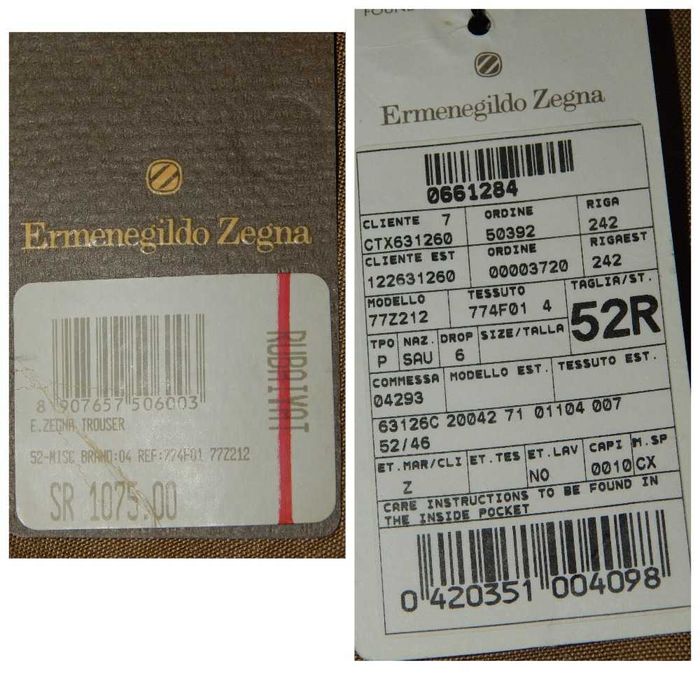 Ermenegildo Zegna
8 907657 506003
E.ZEGNA TROUSER
52-MISC BRAND:04 REF:774F01 77Z212
SR 1075.00
RUBAIYAT
Ermenegildo Zegna
0661284
CLIENTE 7 ORDINE RIGA
CTX631260 50392 242
CLIENTE EST ORDINE RIGAEST
122631260 00003720 242
MODELLO TESSUTO TAGLIA/ST.
77Z212 774F01 4 52R
TPO NAZ. DROP SIZE/TALLA
P SAU 6
COMMESSA MODELLO EST. TESSUTO EST.
04293
63126C 20042 71 01104 007
52/46
ET.MAR/CLI ET.TES ET.LAV CAPI M.SP
Z NO 0010 CX
CARE INSTRUCTIONS TO BE FOUND IN
THE INSIDE POCKET
0 420351 004098